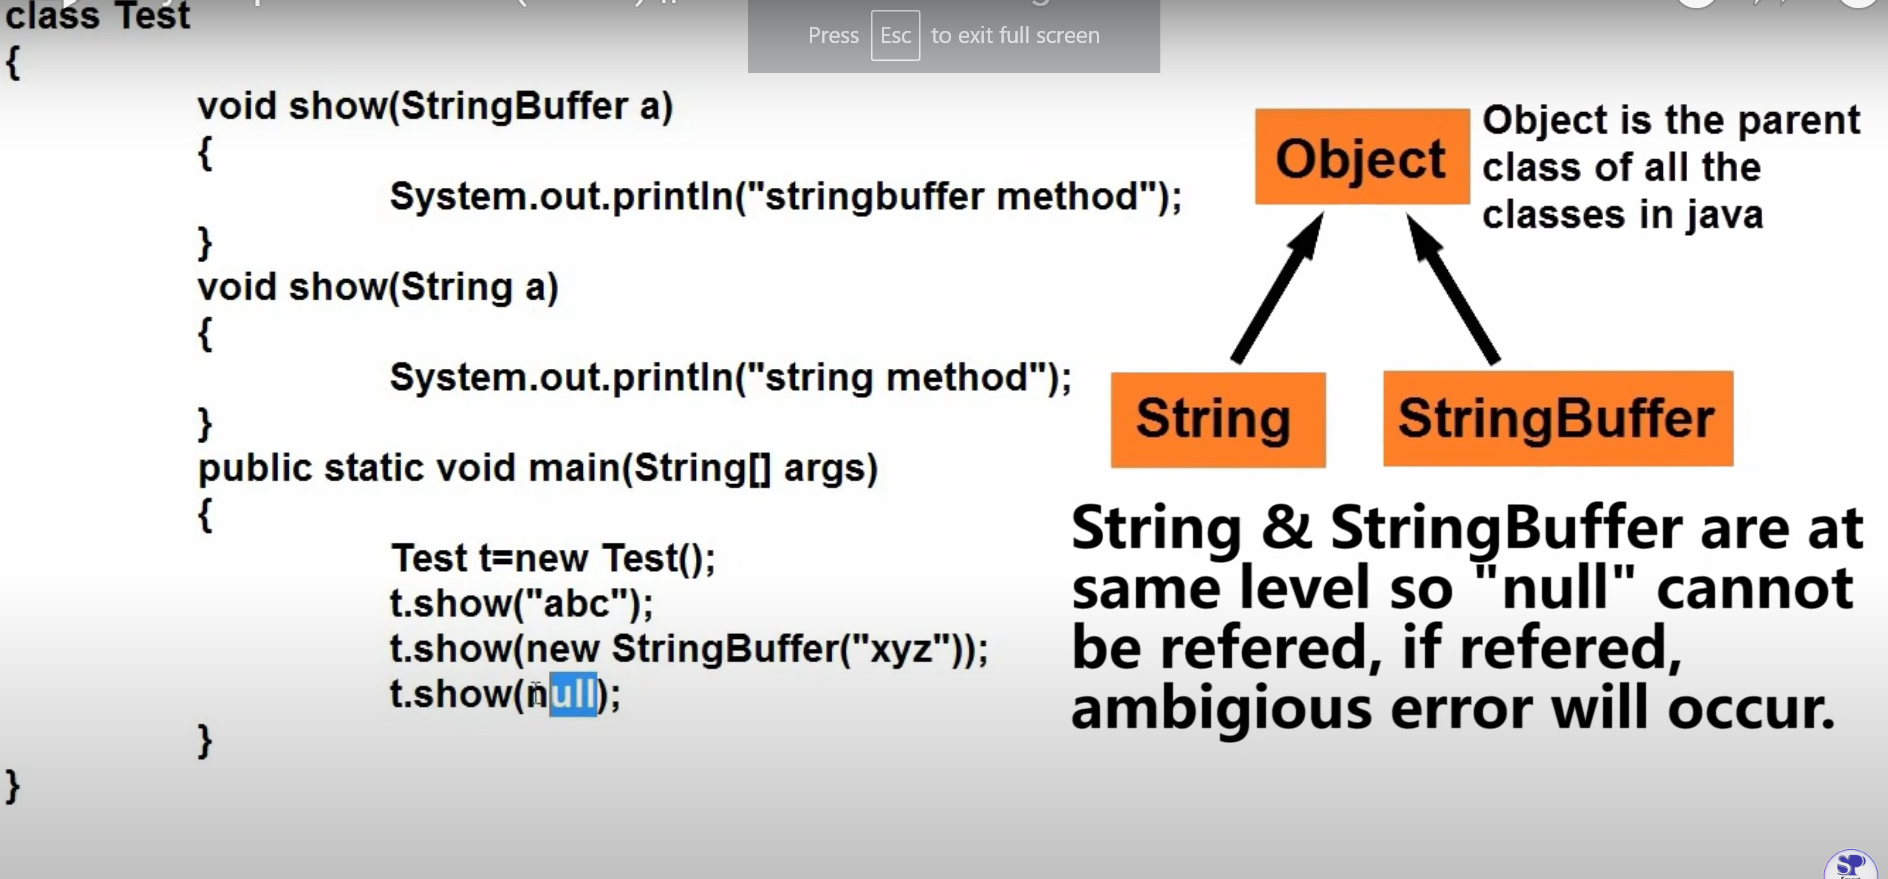 Press Esc to exit full screen
class Test
{
void show(StringBuffer a)
{
System.out.println("stringbuffer method");
}
void show(String a)
{
System.out.println("string method");
}
public static void main(String[] args)
{
Test t=new Test();
t.show("abc");
t.show(new StringBuffer("xyz"));
t.show(null);
}
}
Object
Object is the parent
class of all the
classes in java
String
StringBuffer
String & StringBuffer are at
same level so "null" cannot
be refered, if refered,
ambigious error will occur.
SP